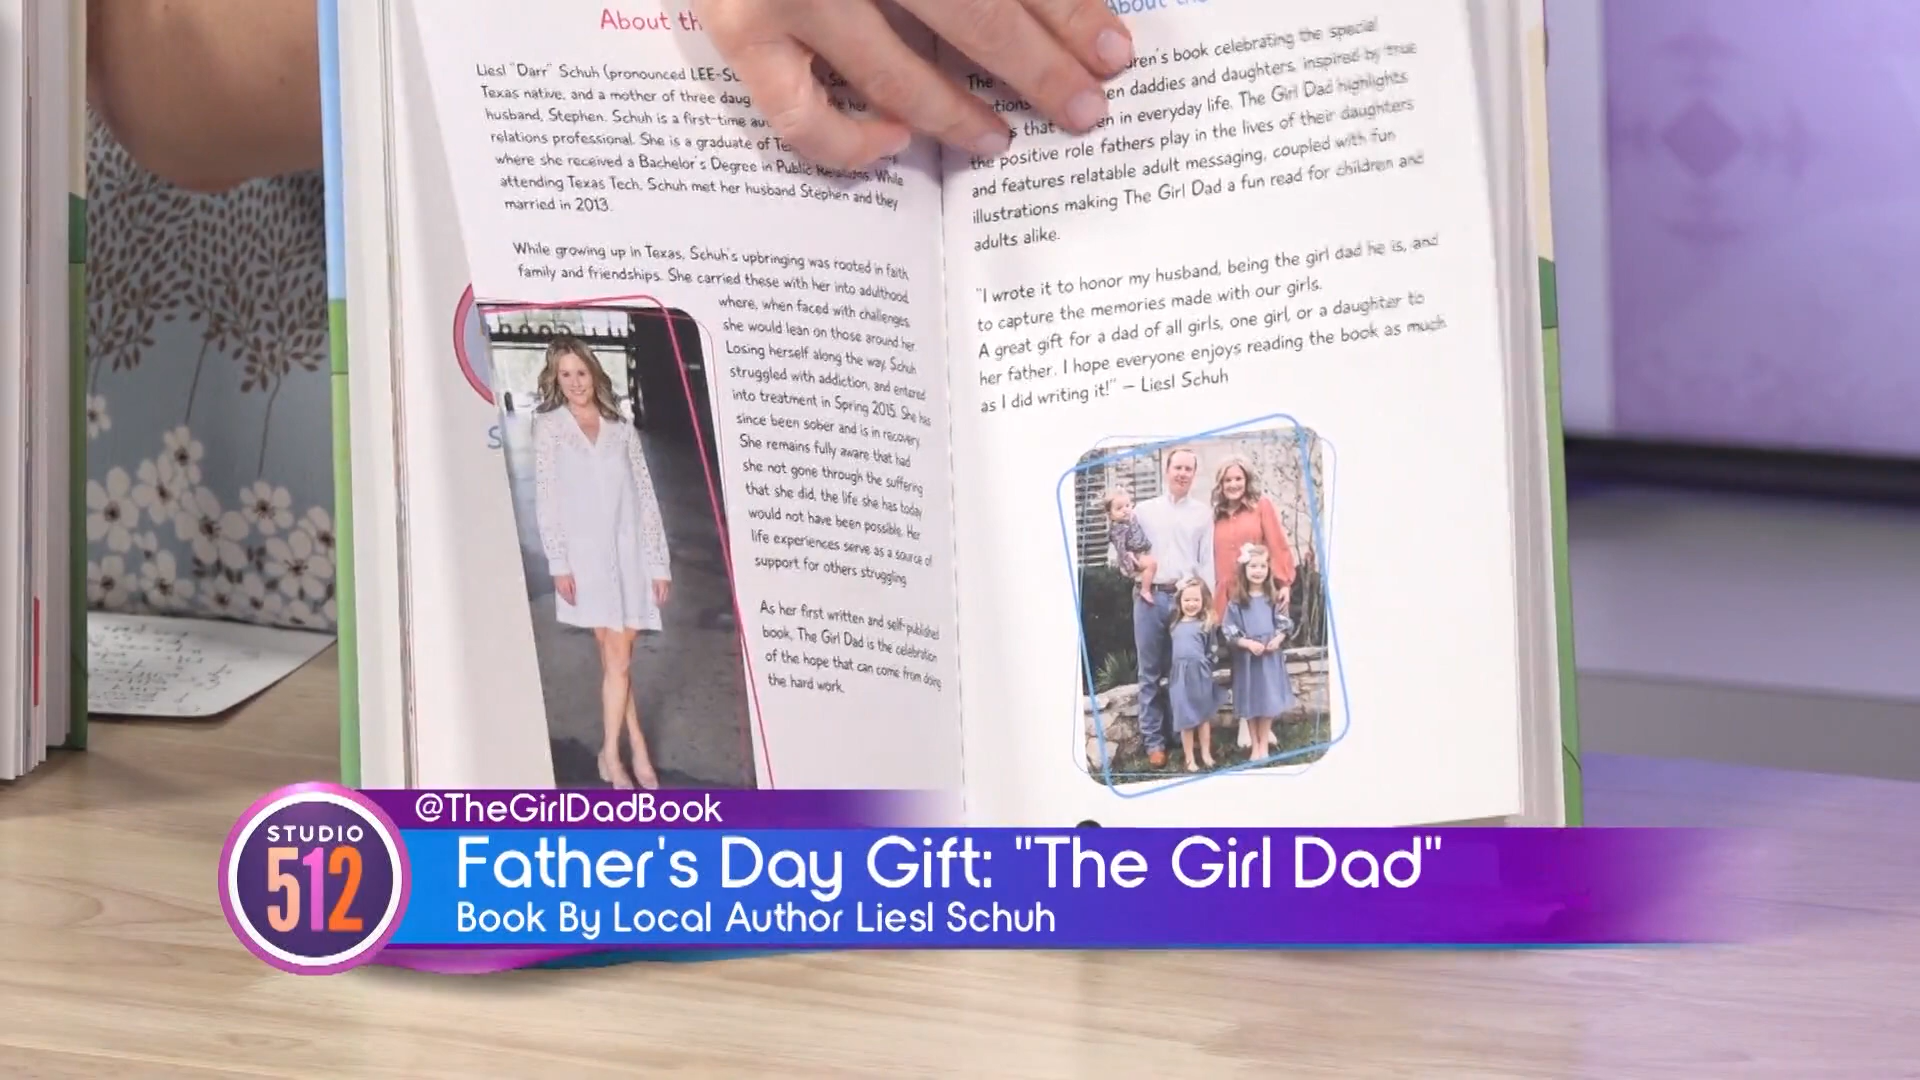 About th
Liesl "Darr" Schuh (pronounced LEE-SL
Texas native, and a mother of three daug
husband, Stephen. Schuh is a first-time au
relations professional. She is a graduate of Te
where she received a Bachelor's Degree in Public Relations. While
attending Texas Tech, Schuh met her husband Stephen and they
married in 2013.
While growing up in Texas, Schuh's upbringing was rooted in faith,
family and friendships. She carried these with her into adulthood
where, when faced with challenges,
she would lean on those around her.
Losing herself along the way, Schuh
struggled with addiction, and entered
into treatment in Spring 2015. She has
since been sober and is in recovery.
She remains fully aware that had
she not gone through the suffering
that she did, the life she has today
would not have been possible. Her
life experiences serve as a source of
support for others struggling.
As her first written and self-published
book, The Girl Dad is the celebration
of the hope that can come from doing
the hard work.
About the
The
ren's book celebrating the special
tions
en daddies and daughters, inspired by true
s that
en in everyday life. The Girl Dad highlights
the positive role fathers play in the lives of their daughters
and features relatable adult messaging, coupled with fun
illustrations making The Girl Dad a fun read for children and
adults alike.
"I wrote it to honor my husband, being the girl dad he is, and
to capture the memories made with our girls.
A great gift for a dad of all girls, one girl, or a daughter to
her father. I hope everyone enjoys reading the book as much
as I did writing it!" – Liesl Schuh
@TheGirlDadBook
STUDIO
512
Father's Day Gift: "The Girl Dad"
Book By Local Author Liesl Schuh